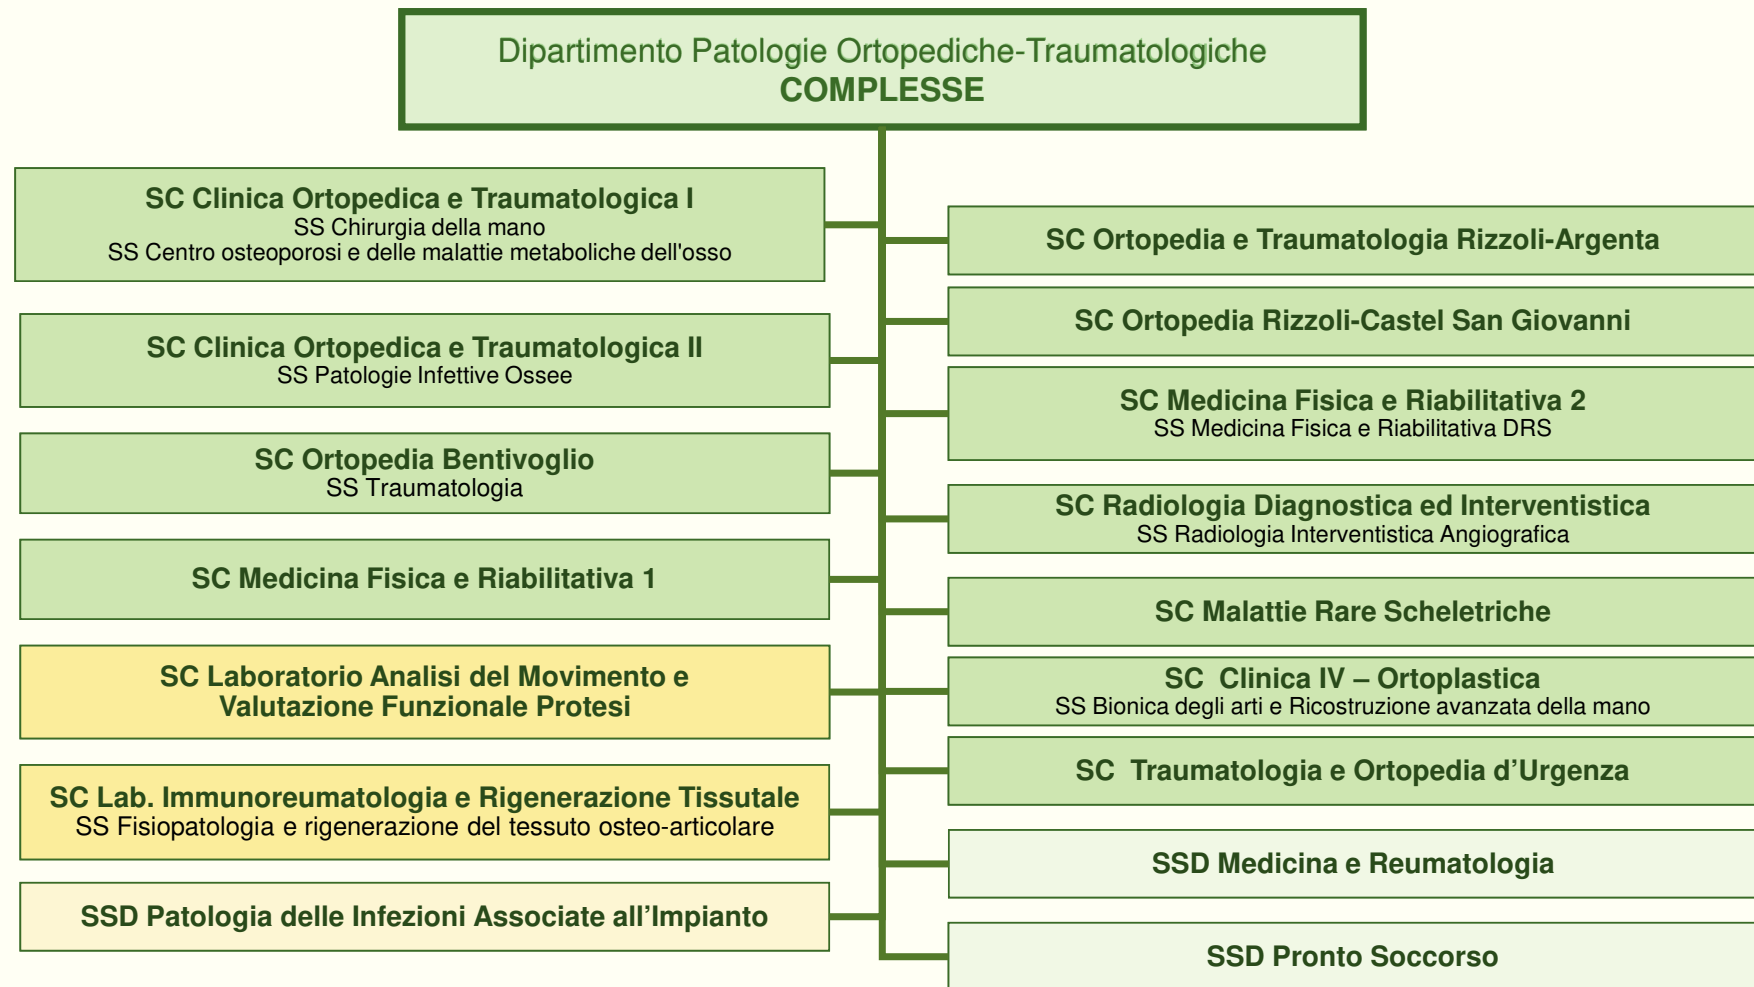 Dipartimento Patologie Ortopediche-Traumatologiche
COMPLESSE
SC Clinica Ortopedica e Traumatologica I
SS Chirurgia della mano
SS Centro osteoporosi e delle malattie metaboliche dell'osso
SC Clinica Ortopedica e Traumatologica II
SS Patologie Infettive Ossee
SC Ortopedia Bentivoglio
SS Traumatologia
SC Medicina Fisica e Riabilitativa 1
SC Laboratorio Analisi del Movimento e
Valutazione Funzionale Protesi
SC Lab. Immunoreumatologia e Rigenerazione Tissutale
SS Fisiopatologia e rigenerazione del tessuto osteo-articolare
SSD Patologia delle Infezioni Associate all’Impianto
SC Ortopedia e Traumatologia Rizzoli-Argenta
SC Ortopedia Rizzoli-Castel San Giovanni
SC Medicina Fisica e Riabilitativa 2
SS Medicina Fisica e Riabilitativa DRS
SC Radiologia Diagnostica ed Interventistica
SS Radiologia Interventistica Angiografica
SC Malattie Rare Scheletriche
SC Clinica IV – Ortoplastica
SS Bionica degli arti e Ricostruzione avanzata della mano
SC Traumatologia e Ortopedia d’Urgenza
SSD Medicina e Reumatologia
SSD Pronto Soccorso